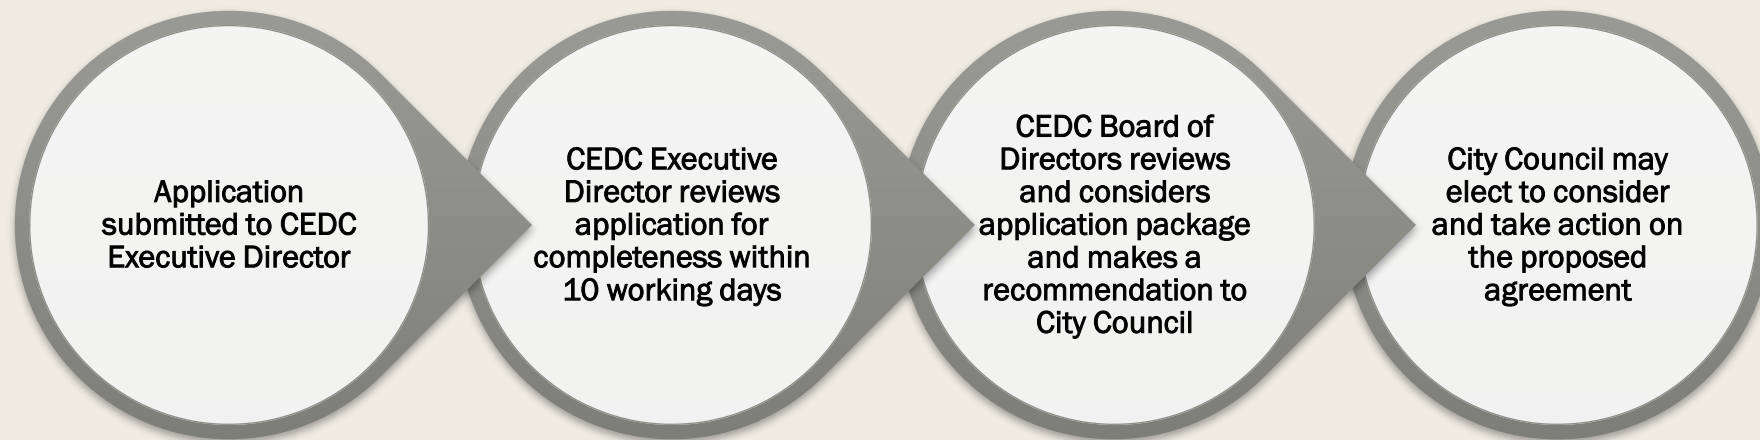 Application
submitted to CEDC
Executive Director
CEDC Executive
Director reviews
application for
completeness within
10 working days
CEDC Board of
Directors reviews
and considers
application package
and makes a
recommendation to
City Council
City Council may
elect to consider
and take action on
the proposed
agreement